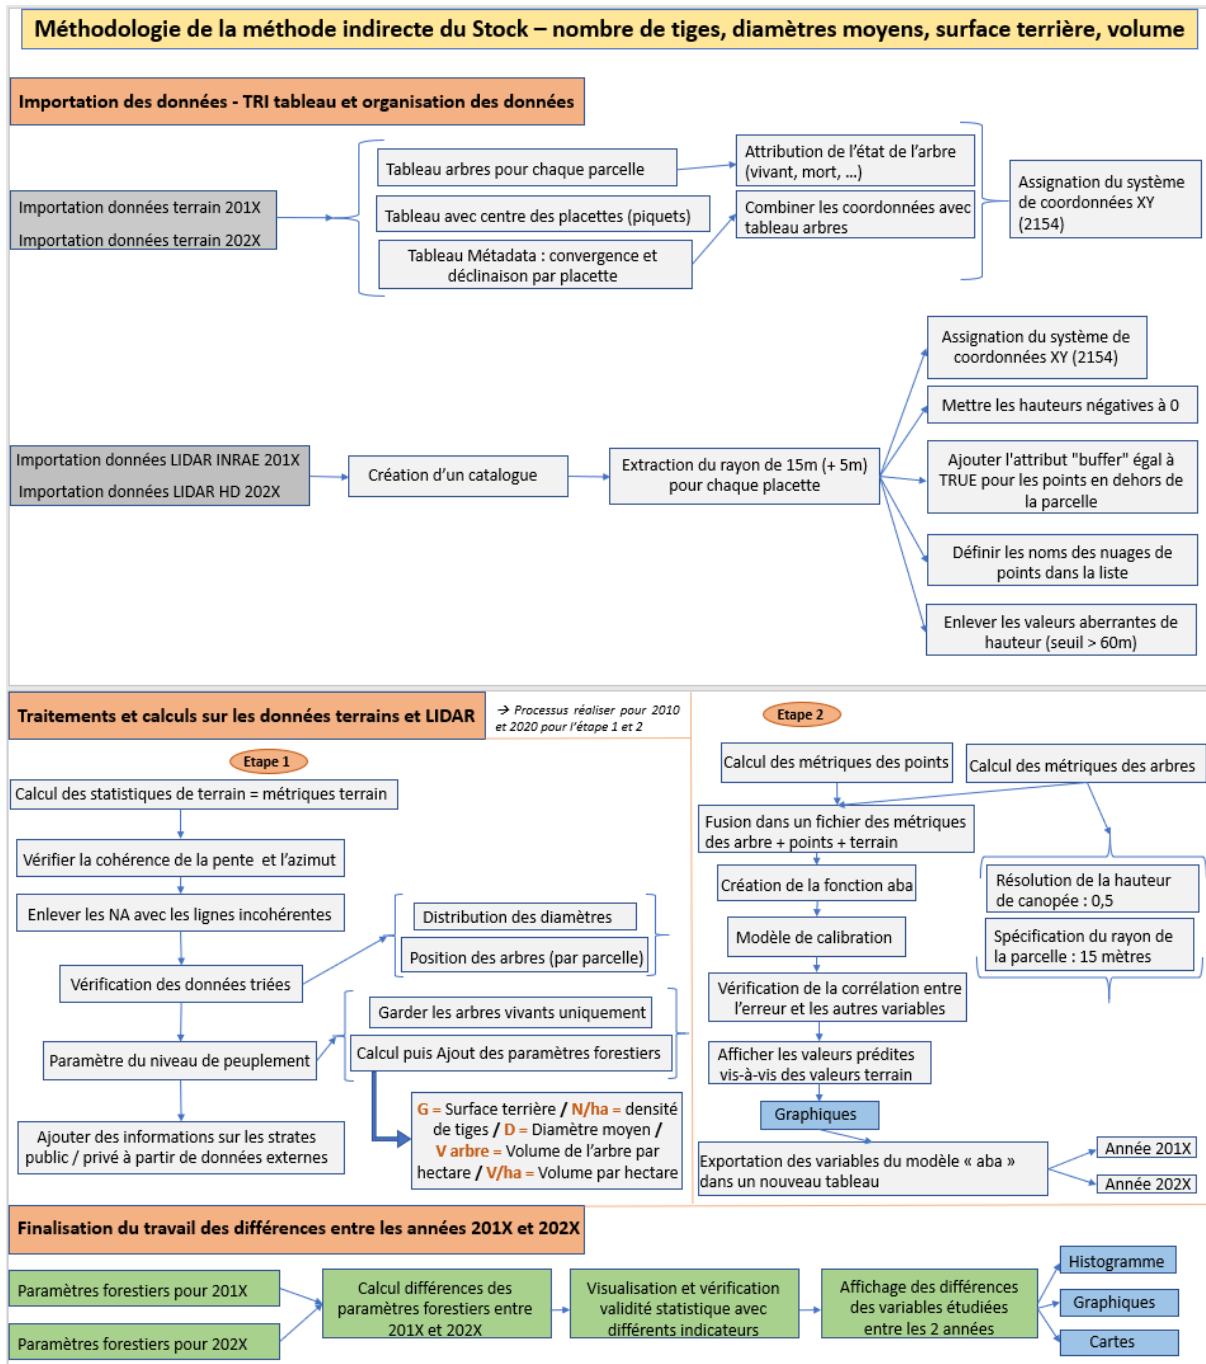 Méthodologie de la méthode indirecte du Stock – nombre de tiges, diamètres moyens, surface terrière, volume
Importation des données - TRI tableau et organisation des données
Importation données terrain 201X
Importation données terrain 202X
Tableau arbres pour chaque parcelle
Tableau avec centre des placettes (piquets)
Tableau Métadata : convergence et
déclinaison par placette
Attribution de l'état de l'arbre
(vivant, mort, ...)
Combiner les coordonnées avec
tableau arbres
Assignation du système
de coordonnées XY
(2154)
Importation données LIDAR INRAE 201X
Importation données LIDAR HD 202X
Création d'un catalogue
Extraction du rayon de 15m (+ 5m)
pour chaque placette
Assignation du système de
coordonnées XY (2154)
Mettre les hauteurs négatives à 0
Ajouter l'attribut "buffer" égal à
TRUE pour les points en dehors de
la parcelle
Définir les noms des nuages de
points dans la liste
Enlever les valeurs aberrantes de
hauteur (seuil > 60m)
Traitements et calculs sur les données terrains et LIDAR
→ Processus réaliser pour 2010
et 2020 pour l'étape 1 et 2
Etape 1
Calcul des statistiques de terrain = métriques terrain
Vérifier la cohérence de la pente et l'azimut
Enlever les NA avec les lignes incohérentes
Vérification des données triées
Distribution des diamètres
Position des arbres (par parcelle)
Paramètre du niveau de peuplement
Garder les arbres vivants uniquement
Calcul puis Ajout des paramètres forestiers
G = Surface terrière / N/ha = densité
de tiges / D = Diamètre moyen /
V arbre = Volume de l'arbre par
hectare / V/ha = Volume par hectare
Ajouter des informations sur les strates
public / privé à partir de données externes
Etape 2
Calcul des métriques des points
Calcul des métriques des arbres
Fusion dans un fichier des métriques
des arbre + points + terrain
Création de la fonction aba
Modèle de calibration
Résolution de la hauteur
de canopée : 0,5
Spécification du rayon de
la parcelle : 15 mètres
Vérification de la corrélation entre
l'erreur et les autres variables
Afficher les valeurs prédites
vis-à-vis des valeurs terrain
Graphiques
Exportation des variables du modèle « aba »
dans un nouveau tableau
Année 201X
Année 202X
Finalisation du travail des différences entre les années 201X et 202X
Paramètres forestiers pour 201X
Paramètres forestiers pour 202X
Calcul différences des
paramètres forestiers entre
201X et 202X
Visualisation et vérification
validité statistique avec
différents indicateurs
Affichage des différences
des variables étudiées
entre les 2 années
Histogramme
Graphiques
Cartes